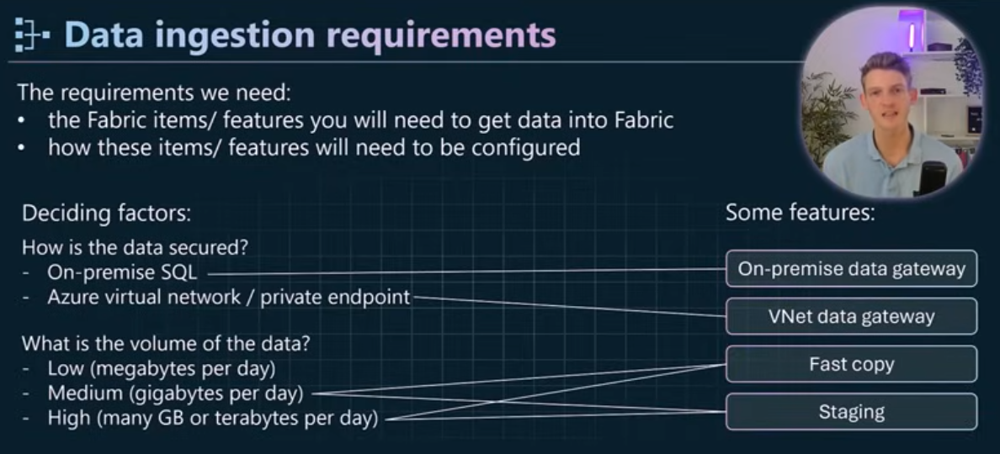 Data ingestion requirements
The requirements we need:
• the Fabric items/ features you will need to get data into Fabric
• how these items/ features will need to be configured
Deciding factors:
How is the data secured?
- On-premise SQL
- Azure virtual network / private endpoint
What is the volume of the data?
- Low (megabytes per day)
- Medium (gigabytes per day)
- High (many GB or terabytes per day)
Some features:
On-premise data gateway
VNet data gateway
Fast copy
Staging